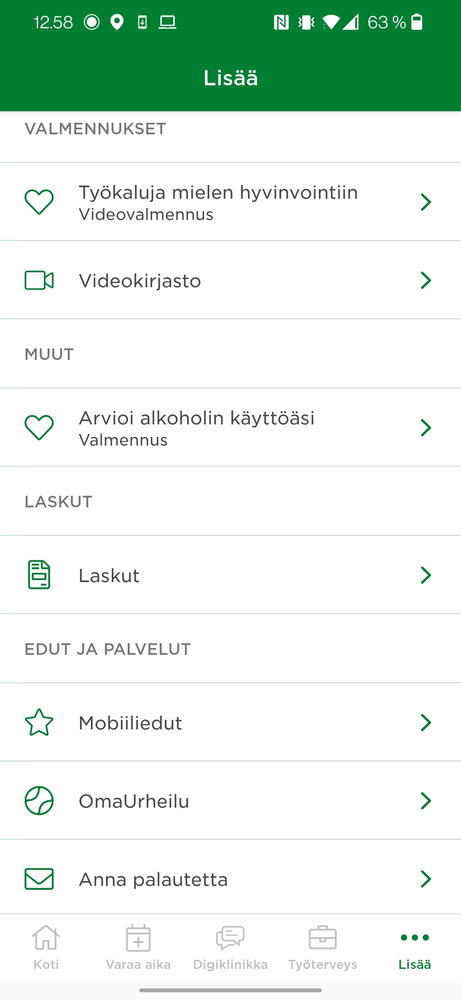 12.58
63 %
Lisää
VALMENNUKSET
Työkaluja mielen hyvinvointiin
Videovalmennus
Videokirjasto
MUUT
Arvioi alkoholin käyttöäsi
Valmennus
LASKUT
Laskut
EDUT JA PALVELUT
Mobiiliedut
OmaUrheilu
Anna palautetta
Koti
Varaa aika
Digiklinikka
Työterveys
Lisää